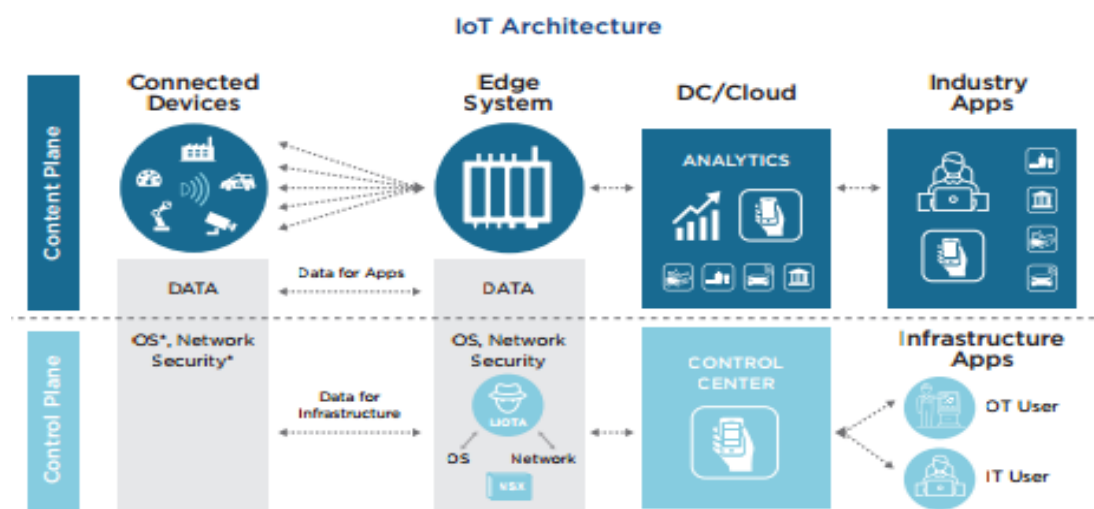 IoT Architecture
Connected
Devices
Edge
System
DC/Cloud
Industry
Apps
Content Plane
ANALYTICS
DATA
Data for Apps
DATA
Control Plane
OS*, Network
Security*
Data for
Infrastructure
OS, Network
Security
LIOTA
OS
Network
CONTROL
CENTER
Infrastructure
Apps
OT User
IT User